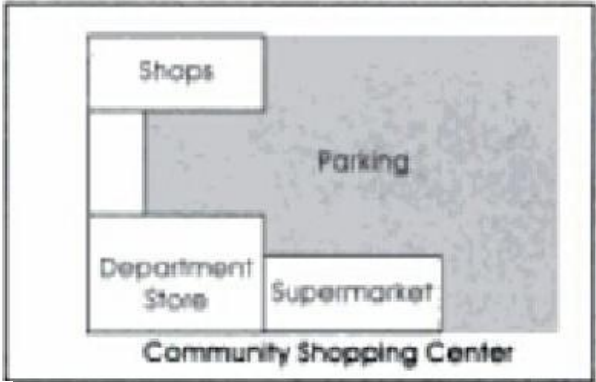 Shops
Parking
Department
Store
Supermarket
Community Shopping Center